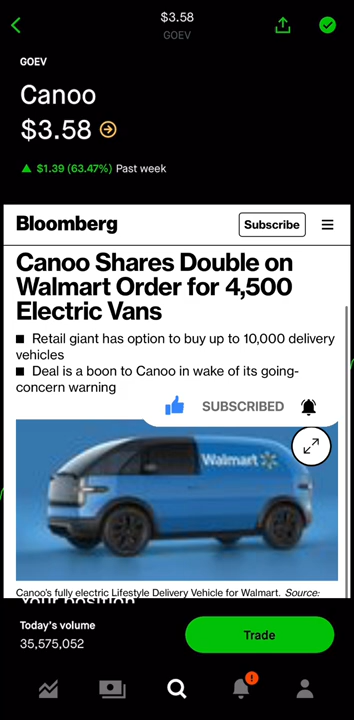 $3.58
GOEV
GOEV
Canoo
$3.58
$1.39 (63.47%) Past week
Bloomberg
Subscribe
Canoo Shares Double on
Walmart Order for 4,500
Electric Vans
Retail giant has option to buy up to 10,000 delivery
vehicles
Deal is a boon to Canoo in wake of its going-
concern warning
SUBSCRIBED
Walmart
Canoo's fully electric Lifestyle Delivery Vehicle for Walmart. Source:
Your position
Today's volume
35,575,052
Trade
!